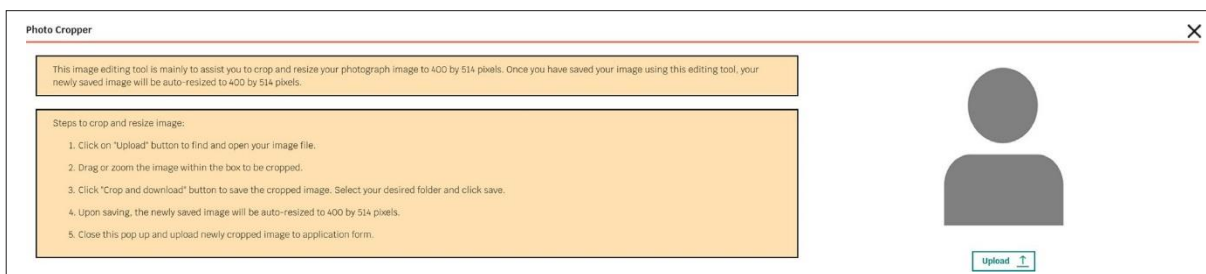 Photo Cropper
This image editing tool is mainly to assist you to crop and resize your photograph image to 400 by 514 pixels. Once you have saved your image using this editing tool, your
newly saved image will be auto-resized to 400 by 514 pixels.
Steps to crop and resize image:
1. Click on "Upload" button to find and open your image file.
2. Drag or zoom the image within the box to be cropped.
3. Click "Crop and download" button to save the cropped image. Select your desired folder and click save.
4. Upon saving, the newly saved image will be auto-resized to 400 by 514 pixels.
5. Close this pop up and upload newly cropped image to application form.
Upload